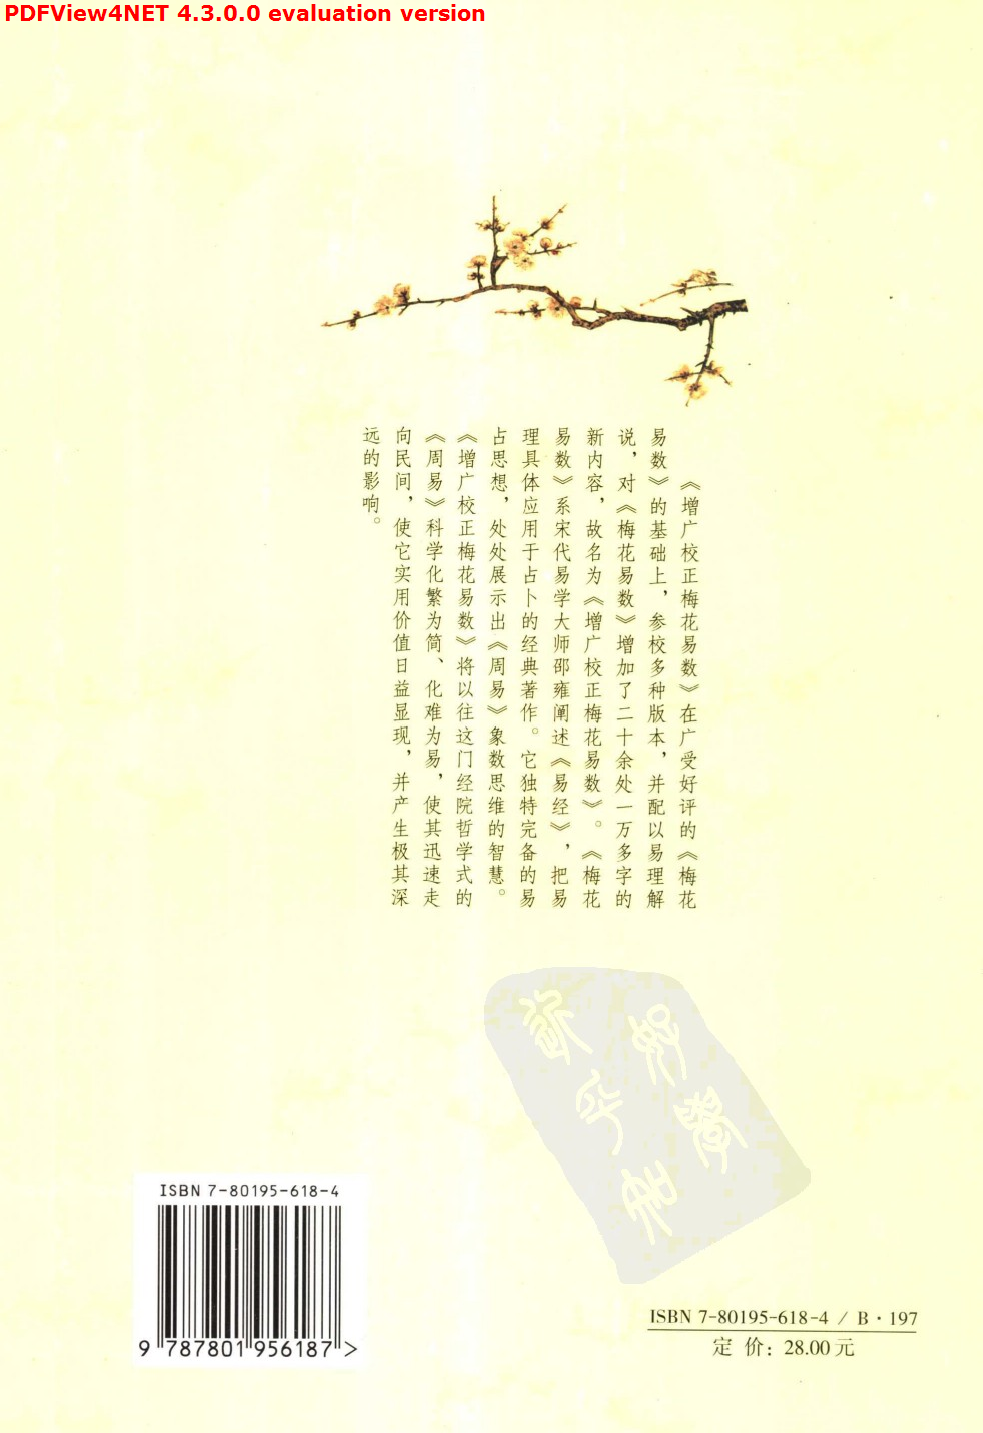 PDFView4NET 4.3.0.0 evaluation version
《增广校正梅花易数》在广受好评的《梅花
易数》的基础上，参校多种版本，并配以易理解
说，对《梅花易数》增加了二十余处一万多字的
新内容，故名为《增广校正梅花易数》。《梅花
易数》系宋代易学大师邵雍阐述《易经》，把易
理具体应用于占卜的经典著作。它独特完备的易
占思想，处处展示出《周易》象数思维的智慧。
《增广校正梅花易数》将以往这门经院哲学式的
《周易》科学化繁为简、化难为易，使其迅速走
向民间，使它实用价值日益显现，并产生极其深
远的影响。
ISBN 7-80195-618-4
9 787801 956187 >
ISBN 7-80195-618-4 / B·197
定 价：28.00元